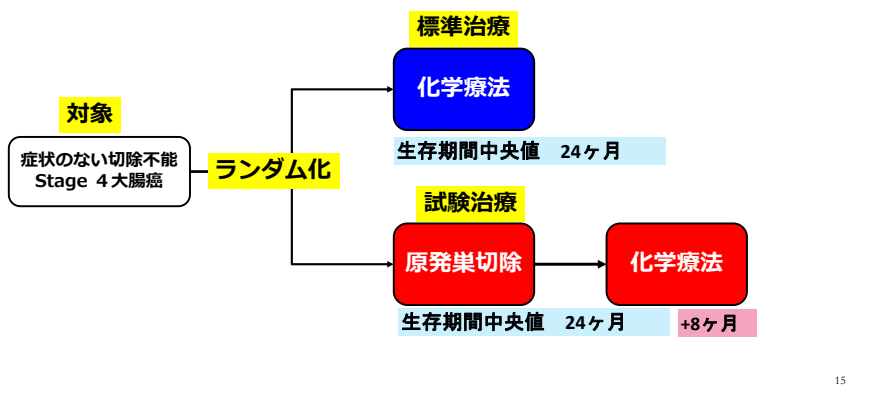 標準治療
化学療法
生存期間中央値 24ヶ月
対象
症状のない切除不能
Stage ４大腸癌
ランダム化
試験治療
原発巣切除
化学療法
生存期間中央値 24ヶ月
+8ヶ月
15